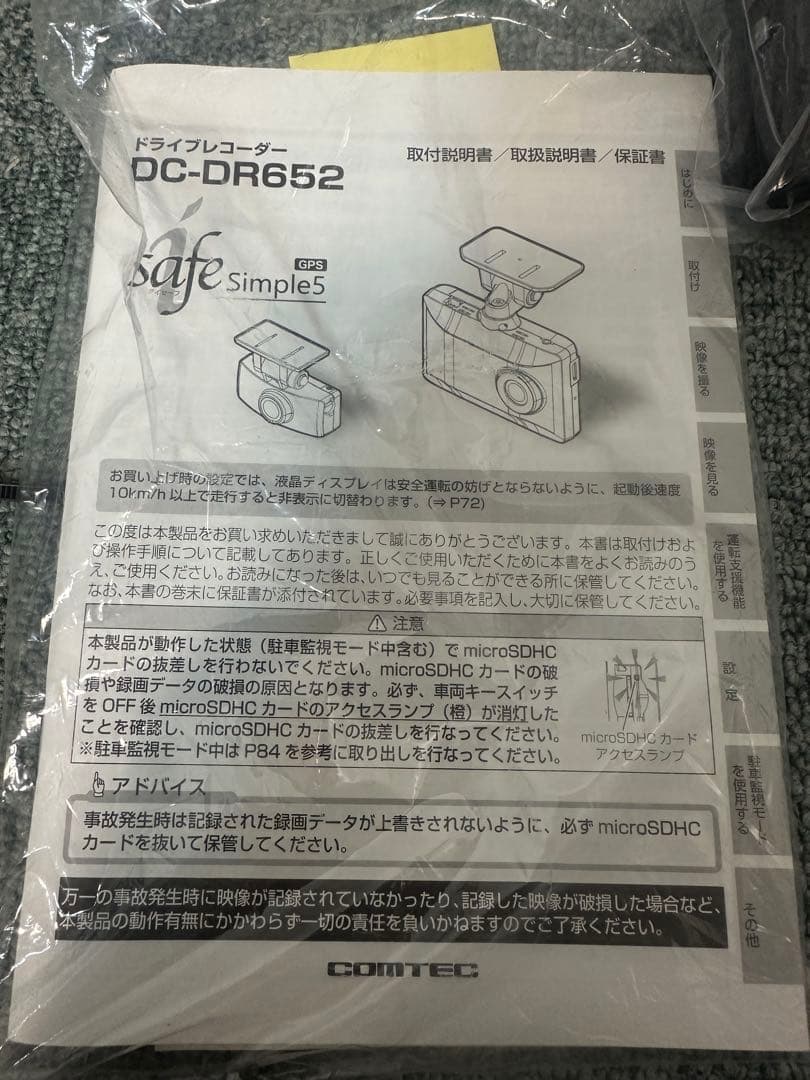 ドライブレコーダー
DC-DR652
取付説明書／取扱説明書／保証書
i safe Simple5
GPS
お買い上げ時の設定では、液晶ディスプレイは安全運転の妨げとならないように、起動後速度
10km/h 以上で走行すると非表示に切替わります。(⇒P72)
この度は本製品をお買い求めいただきまして誠にありがとうございます。本書は取付けおよ
び操作手順について記載してあります。正しくご使用いただくために本書をよくお読みのう
え、ご使用ください。お読みになった後は、いつでも見ることができる所に保管してください。
なお、本書の巻末に保証書が添付されています。必要事項を記入し、大切に保管してください。
注意
本製品が動作した状態（駐車監視モード中含む）で microSDHC
カードの抜差しを行わないでください。microSDHC カードの破
損や録画データの破損の原因となります。必ず、車両キースイッチ
を OFF 後 microSDHC カードのアクセスランプ（橙）が消灯した
ことを確認し、microSDHC カードの抜差しを行なってください。
※駐車監視モード中は P84 を参考に取り出しを行なってください。
microSDHC カード
アクセスランプ
アドバイス
事故発生時は記録された録画データが上書きされないように、必ず microSDHC
カードを抜いて保管してください。
万一の事故発生時に映像が記録されていなかったり、記録した映像が破損した場合など、
本製品の動作有無にかかわらず一切の責任を負いかねますのでご了承ください。
COMTEC
はじめに
取付け
映像を撮る
映像を見る
運転支援機能
を使用する
設定
駐車監視モード
を使用する
その他